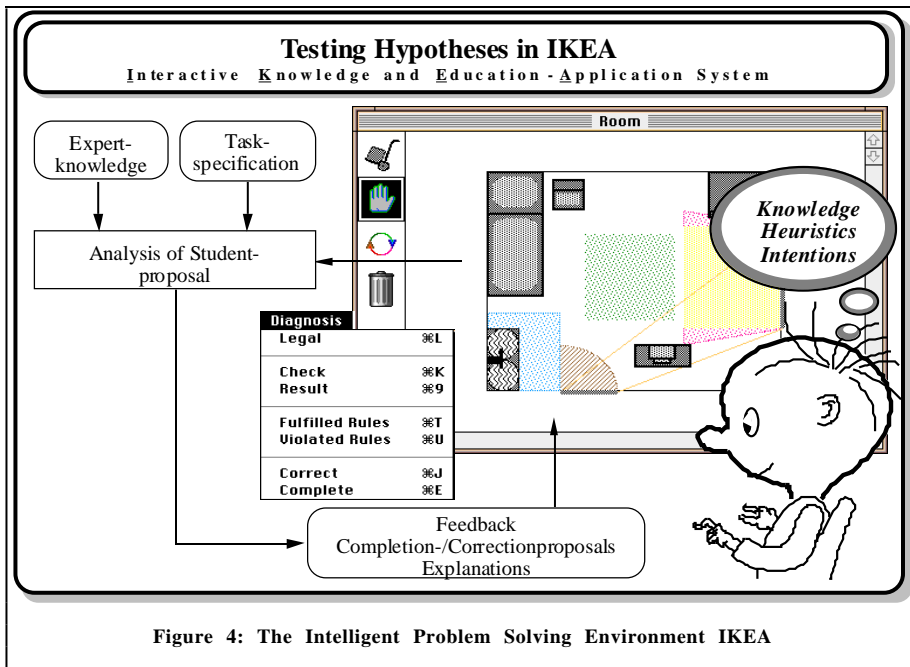 Testing Hypotheses in IKEA
Interactive Knowledge and Education-Application System
Expert-
knowledge
Task-
specification
Analysis of Student-
proposal
Room
Knowledge
Heuristics
Intentions
Diagnosis
Legal ⌘L
Check ⌘K
Result ⌘9
Fulfilled Rules ⌘T
Violated Rules ⌘U
Correct ⌘J
Complete ⌘E
Feedback
Completion-/Correctionproposals
Explanations
Figure 4: The Intelligent Problem Solving Environment IKEA